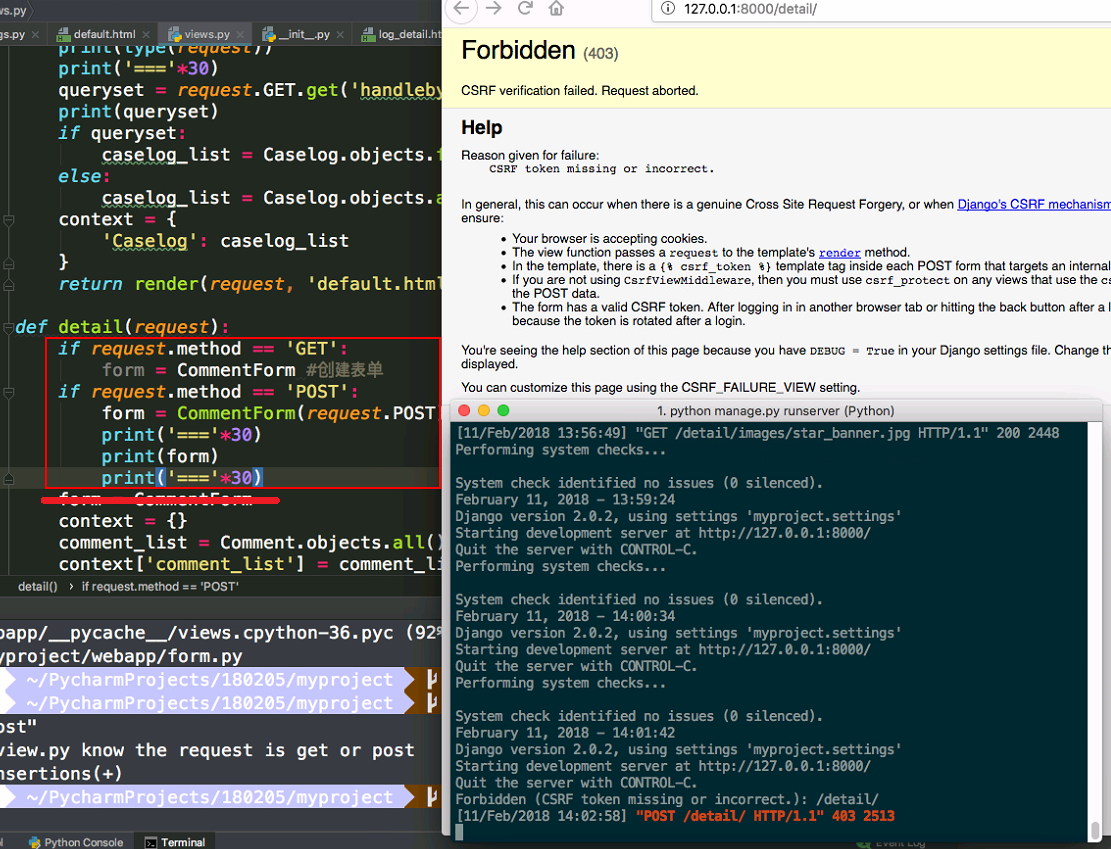 ws.py
gs.py
default.html
views.py
__init__.py
log_detail.ht
print(type(request))
print('==='*30)
queryset = request.GET.get('handleby
print(queryset)
if queryset:
caselog_list = Caselog.objects.f
else:
caselog_list = Caselog.objects.a
context = {
'Caselog': caselog_list
}
return render(request, 'default.html
def detail(request):
if request.method == 'GET':
form = CommentForm #创建表单
if request.method == 'POST':
form = CommentForm(request.POST)
print('==='*30)
print(form)
print('==='*30)
form = CommentForm
context = {}
comment_list = Comment.objects.all()
context['comment_list'] = comment_li
detail() › if request.method == 'POST'
bapp/__pycache__/views.cpython-36.pyc (92%
yproject/webapp/form.py
~/PycharmProjects/180205/myproject
~/PycharmProjects/180205/myproject
ost"
view.py know the request is get or post
nsertions(+)
~/PycharmProjects/180205/myproject
Python Console
Terminal
127.0.0.1:8000/detail/
Forbidden (403)
CSRF verification failed. Request aborted.
Help
Reason given for failure:
CSRF token missing or incorrect.
In general, this can occur when there is a genuine Cross Site Request Forgery, or when Django's CSRF mechanism
ensure:
• Your browser is accepting cookies.
• The view function passes a request to the template's render method.
• In the template, there is a {% csrf_token %} template tag inside each POST form that targets an internal
• If you are not using CsrfViewMiddleware, then you must use csrf_protect on any views that use the cs
the POST data.
• The form has a valid CSRF token. After logging in in another browser tab or hitting the back button after a l
because the token is rotated after a login.
You're seeing the help section of this page because you have DEBUG = True in your Django settings file. Change th
displayed.
You can customize this page using the CSRF_FAILURE_VIEW setting.
1. python manage.py runserver (Python)
[11/Feb/2018 13:56:49] "GET /detail/images/star_banner.jpg HTTP/1.1" 200 2448
Performing system checks...
System check identified no issues (0 silenced).
February 11, 2018 - 13:59:24
Django version 2.0.2, using settings 'myproject.settings'
Starting development server at http://127.0.0.1:8000/
Quit the server with CONTROL-C.
Performing system checks...
System check identified no issues (0 silenced).
February 11, 2018 - 14:00:34
Django version 2.0.2, using settings 'myproject.settings'
Starting development server at http://127.0.0.1:8000/
Quit the server with CONTROL-C.
Performing system checks...
System check identified no issues (0 silenced).
February 11, 2018 - 14:01:42
Django version 2.0.2, using settings 'myproject.settings'
Starting development server at http://127.0.0.1:8000/
Quit the server with CONTROL-C.
Forbidden (CSRF token missing or incorrect.): /detail/
[11/Feb/2018 14:02:58] "POST /detail/ HTTP/1.1" 403 2513
Event Log